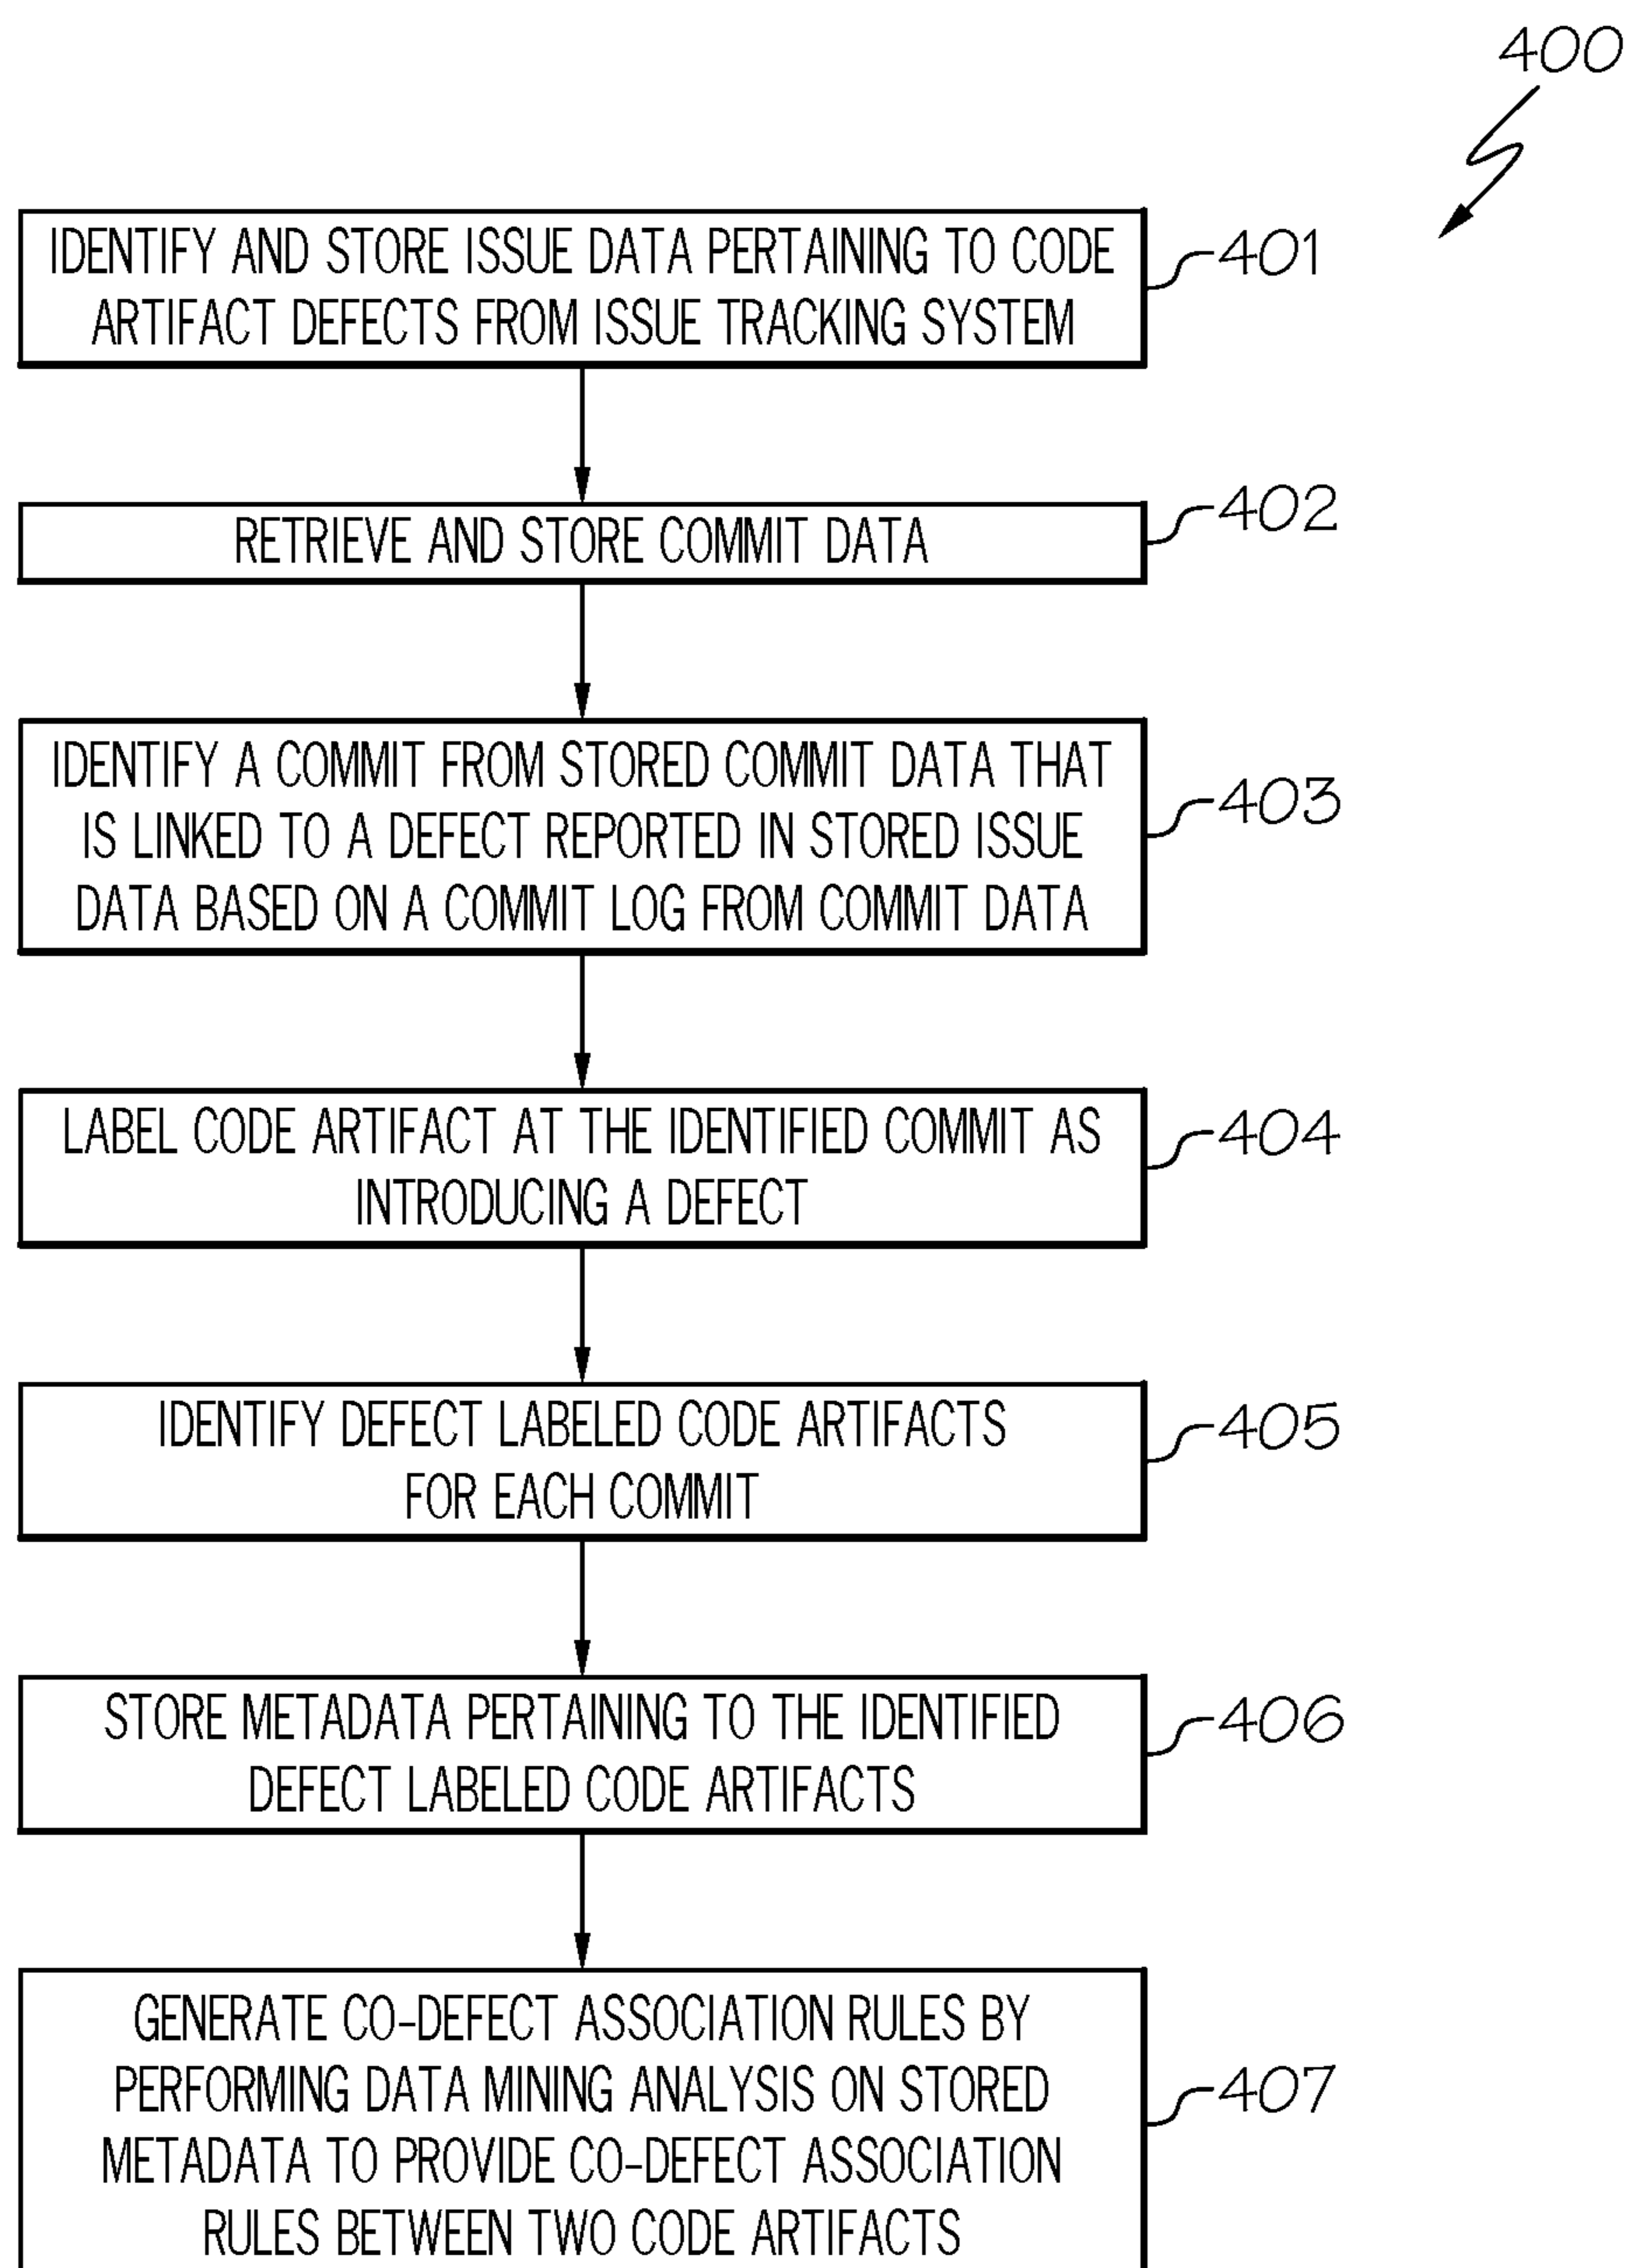 400
IDENTIFY AND STORE ISSUE DATA PERTAINING TO CODE
ARTIFACT DEFECTS FROM ISSUE TRACKING SYSTEM
401
RETRIEVE AND STORE COMMIT DATA
402
IDENTIFY A COMMIT FROM STORED COMMIT DATA THAT
IS LINKED TO A DEFECT REPORTED IN STORED ISSUE
DATA BASED ON A COMMIT LOG FROM COMMIT DATA
403
LABEL CODE ARTIFACT AT THE IDENTIFIED COMMIT AS
INTRODUCING A DEFECT
404
IDENTIFY DEFECT LABELED CODE ARTIFACTS
FOR EACH COMMIT
405
STORE METADATA PERTAINING TO THE IDENTIFIED
DEFECT LABELED CODE ARTIFACTS
406
GENERATE CO-DEFECT ASSOCIATION RULES BY
PERFORMING DATA MINING ANALYSIS ON STORED
METADATA TO PROVIDE CO-DEFECT ASSOCIATION
RULES BETWEEN TWO CODE ARTIFACTS
407